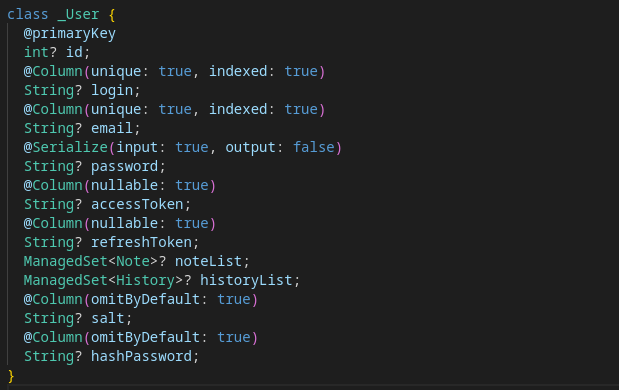 class _User {
@primaryKey
int? id;
@Column(unique: true, indexed: true)
String? login;
@Column(unique: true, indexed: true)
String? email;
@Serialize(input: true, output: false)
String? password;
@Column(nullable: true)
String? accessToken;
@Column(nullable: true)
String? refreshToken;
ManagedSet<Note>? noteList;
ManagedSet<History>? historyList;
@Column(omitByDefault: true)
String? salt;
@Column(omitByDefault: true)
String? hashPassword;
}